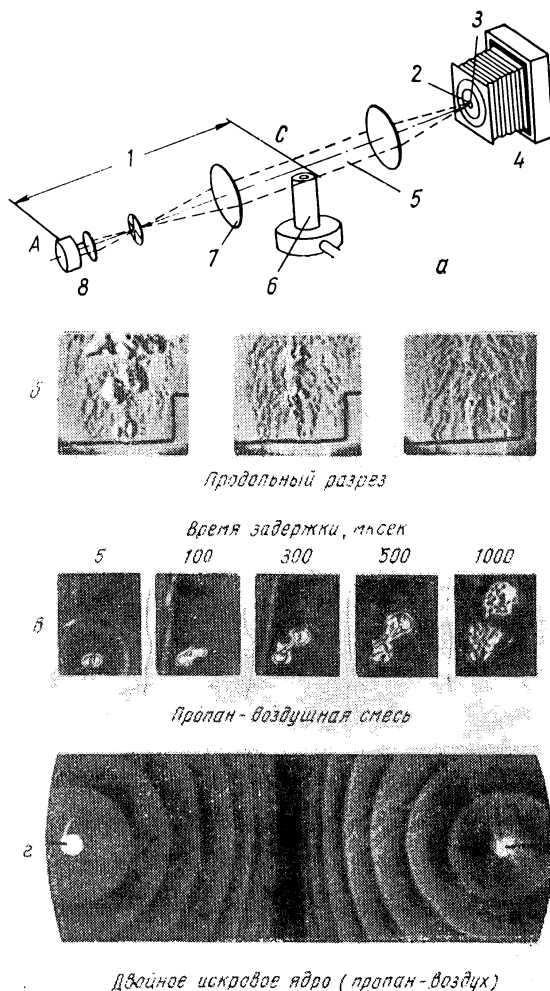 3
2
4
C
1
5
A
7
8
6
а
б
Продольный разрез
Время задержки, мксек
5 100 300 500 1000
в
Пропан-воздушная смесь
г
Двойное искровое ядро (пропан-воздух)